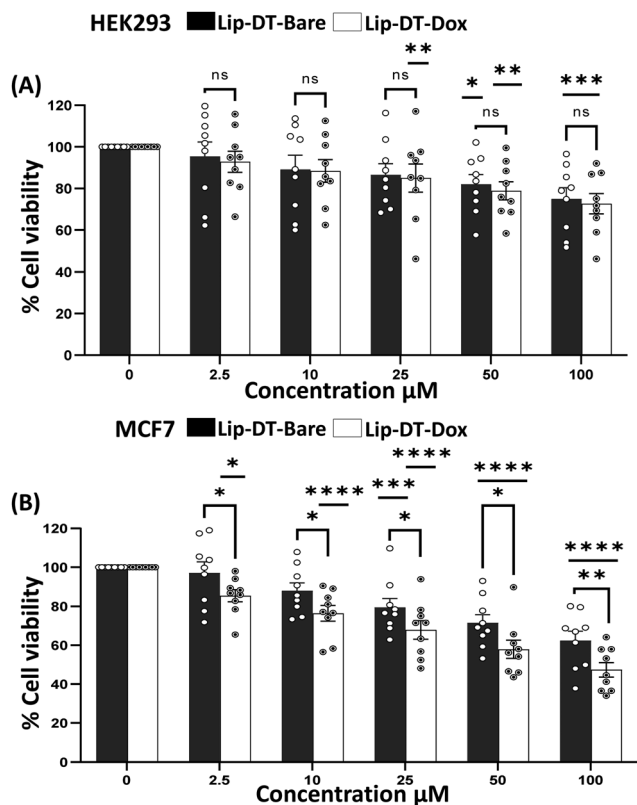 HEK293 Lip-DT-Bare Lip-DT-Dox
(A)
** * ** ***
ns ns ns ns ns
120
100
80
60
40
20
0
% Cell viability
0 2.5 10 25 50 100
Concentration µM
MCF7 Lip-DT-Bare Lip-DT-Dox
(B)
* **** *** **** **** ****
* * * * **
120
100
80
60
40
20
0
% Cell viability
0 2.5 10 25 50 100
Concentration µM